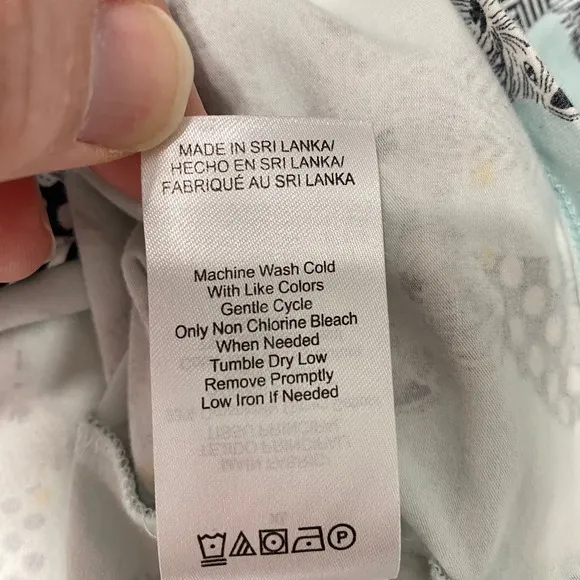 MADE IN SRI LANKA/
HECHO EN SRI LANKA/
FABRIQUÉ AU SRI LANKA
Machine Wash Cold
With Like Colors
Gentle Cycle
Only Non Chlorine Bleach
When Needed
Tumble Dry Low
Remove Promptly
Low Iron If Needed
P